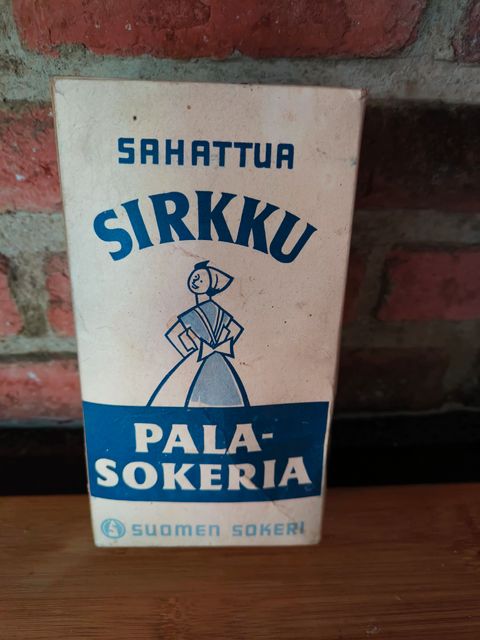 SAHATTUA
SIRKKU
PALA-
SOKERIA
SUOMEN SOKERI